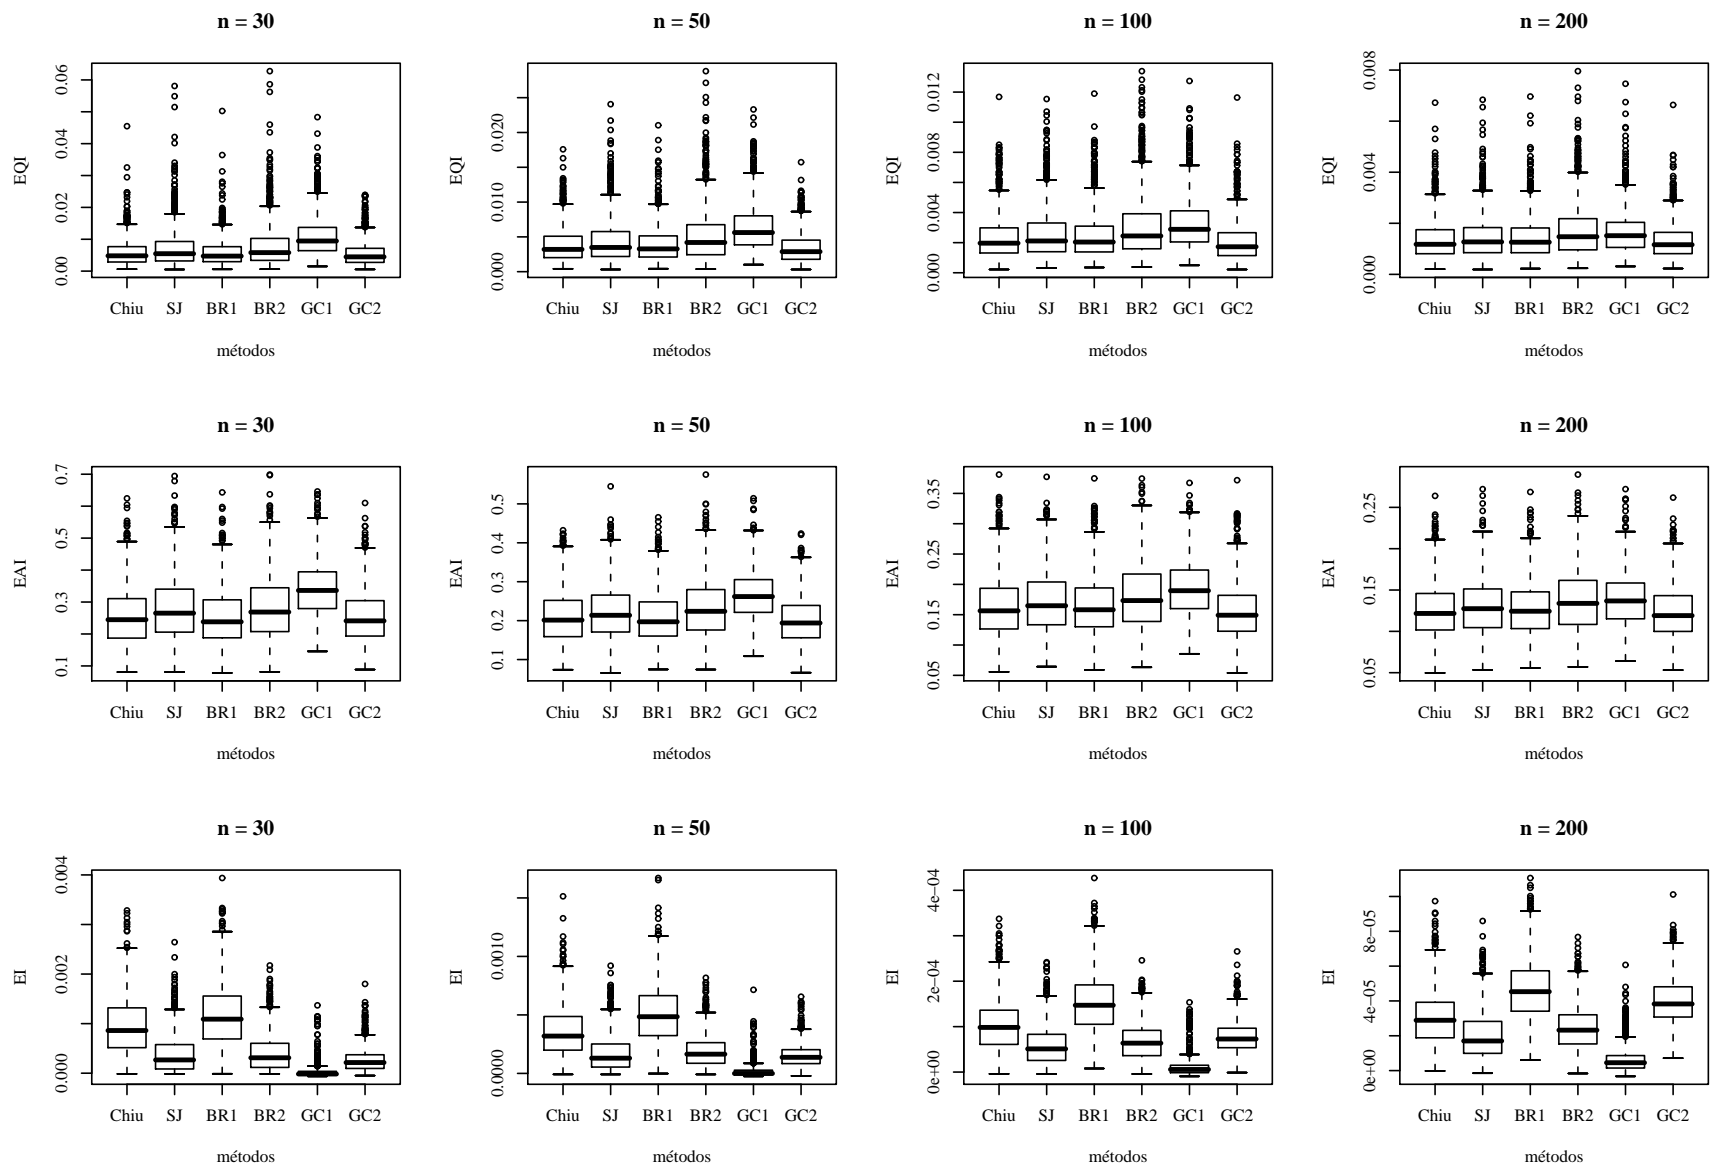 n = 30
n = 50
n = 100
n = 200
EQI
0.00 0.02 0.04 0.06
Chiu SJ BR1 BR2 GC1 GC2
métodos
EQI
0.000 0.010 0.020
Chiu SJ BR1 BR2 GC1 GC2
métodos
EQI
0.000 0.004 0.008 0.012
Chiu SJ BR1 BR2 GC1 GC2
métodos
EQI
0.000 0.004 0.008
Chiu SJ BR1 BR2 GC1 GC2
métodos
n = 30
n = 50
n = 100
n = 200
EAI
0.1 0.3 0.5 0.7
Chiu SJ BR1 BR2 GC1 GC2
métodos
EAI
0.1 0.2 0.3 0.4 0.5
Chiu SJ BR1 BR2 GC1 GC2
métodos
EAI
0.05 0.15 0.25 0.35
Chiu SJ BR1 BR2 GC1 GC2
métodos
EAI
0.05 0.15 0.25
Chiu SJ BR1 BR2 GC1 GC2
métodos
n = 30
n = 50
n = 100
n = 200
EI
0.000 0.002 0.004
Chiu SJ BR1 BR2 GC1 GC2
métodos
EI
0.0000 0.0010
Chiu SJ BR1 BR2 GC1 GC2
métodos
EI
0e+00 2e−04 4e−04
Chiu SJ BR1 BR2 GC1 GC2
métodos
EI
0e+00 4e−05 8e−05
Chiu SJ BR1 BR2 GC1 GC2
métodos